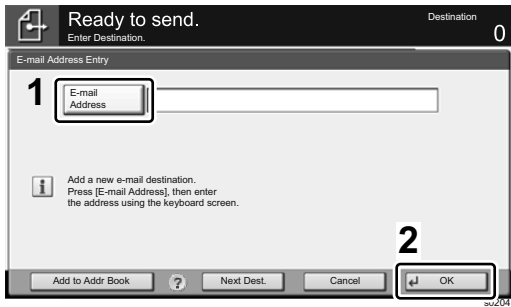 Ready to send.
Destination
Enter Destination.
0
E-mail Address Entry
1
E-mail
Address
Add a new e-mail destination.
Press [E-mail Address], then enter
the address using the keyboard screen.
2
Add to Addr Book
Next Dest.
Cancel
OK
s0204